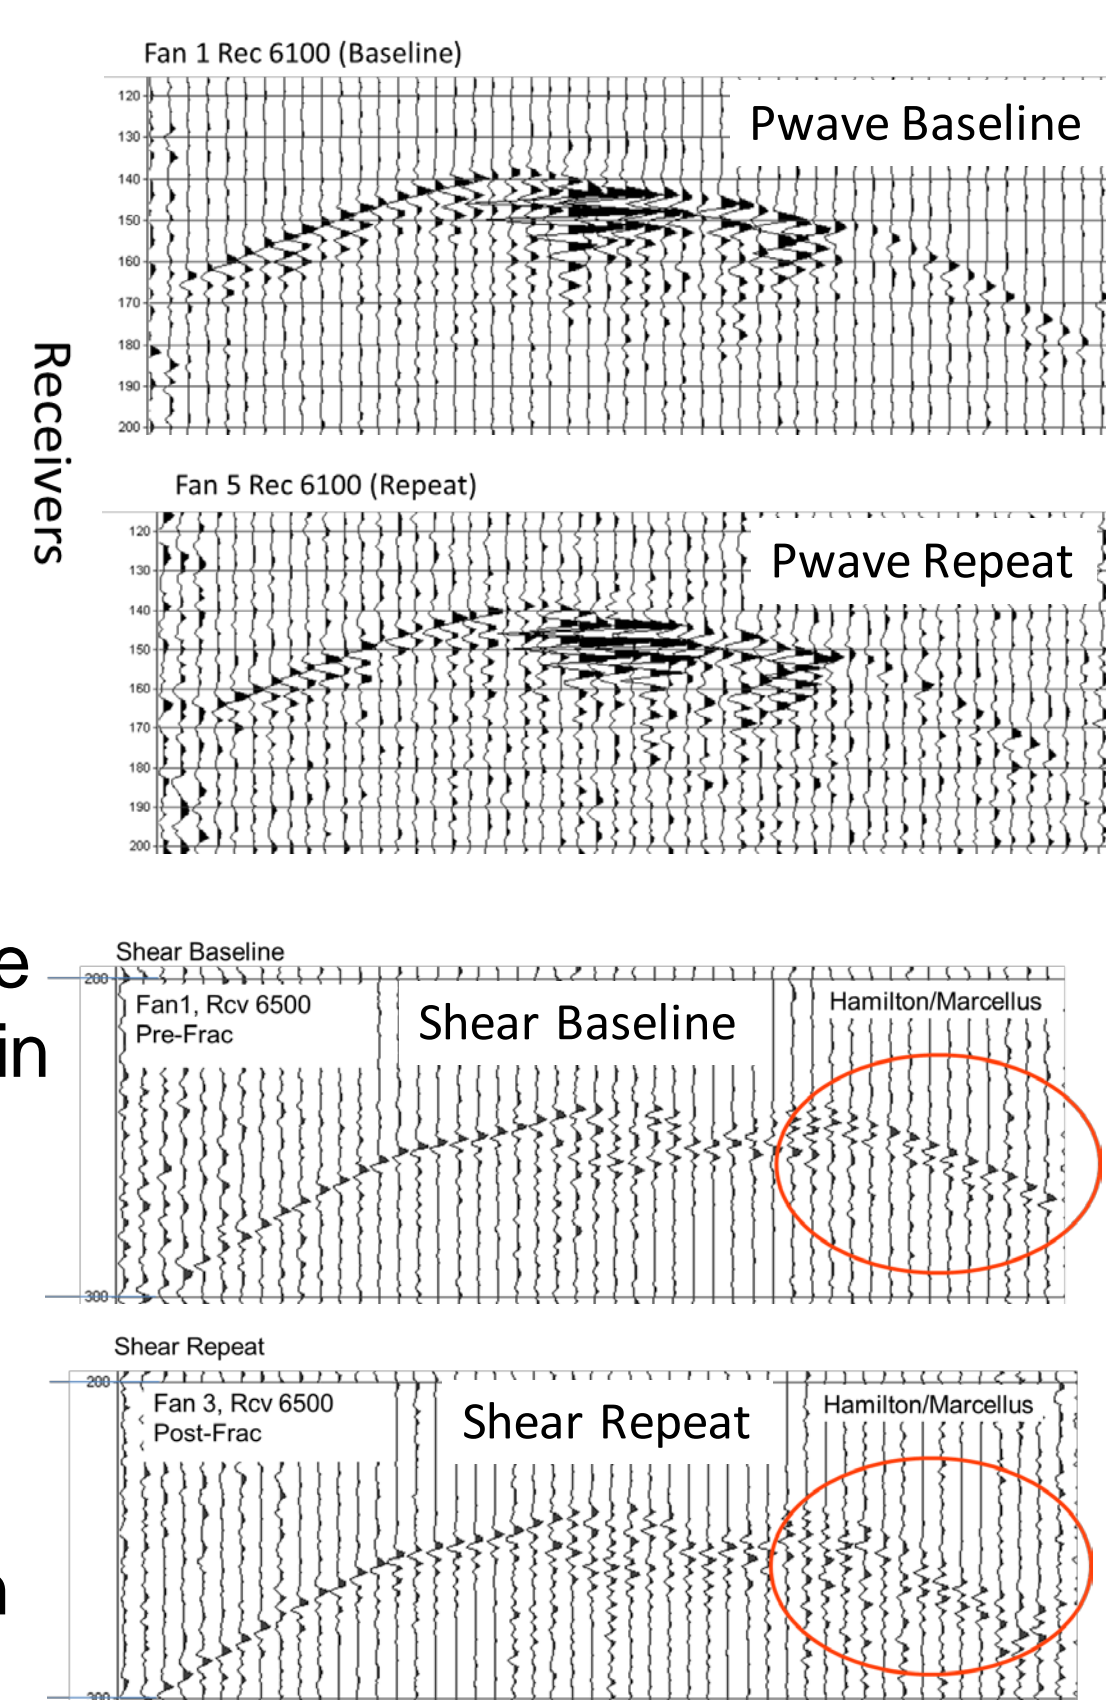 Fan 1 Rec 6100 (Baseline)
Pwave Baseline
120
130
140
150
160
170
180
190
200
Receivers
Fan 5 Rec 6100 (Repeat)
Pwave Repeat
120
130
140
150
160
170
180
190
200
e
in
Shear Baseline
200
Fan1, Rcv 6500
Pre-Frac
Shear Baseline
Hamilton/Marcellus
300
Shear Repeat
200
Fan 3, Rcv 6500
Post-Frac
Shear Repeat
Hamilton/Marcellus